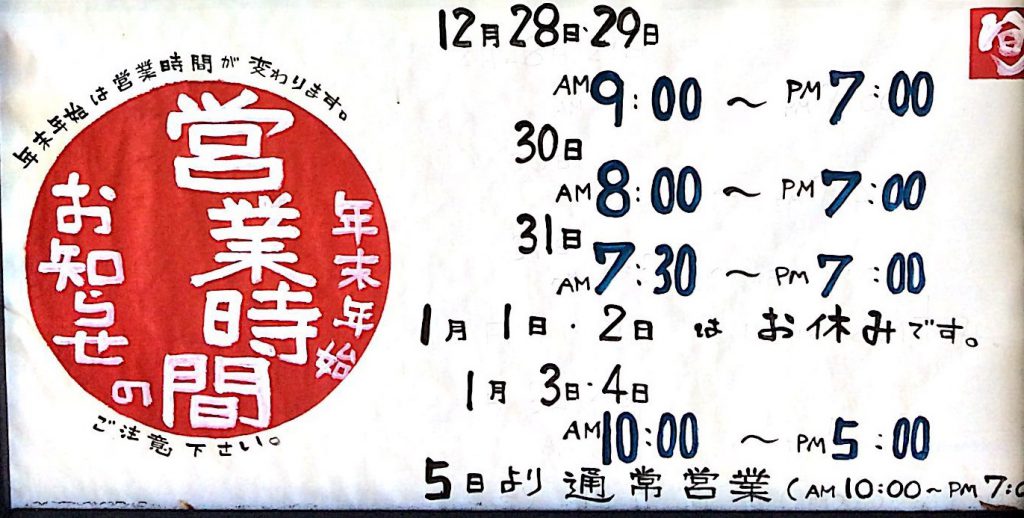 年末年始は営業時間が変わります。
年末年始
営業時間
の
お知らせ
ご注意下さい。
旬
12月28日・29日
AM9:00 〜 PM7:00
30日
AM8:00 〜 PM7:00
31日
AM7:30 〜 PM7:00
1月1日・2日はお休みです。
1月3日・4日
AM10:00 〜 PM5:00
5日より通常営業(AM10:00〜PM7:0